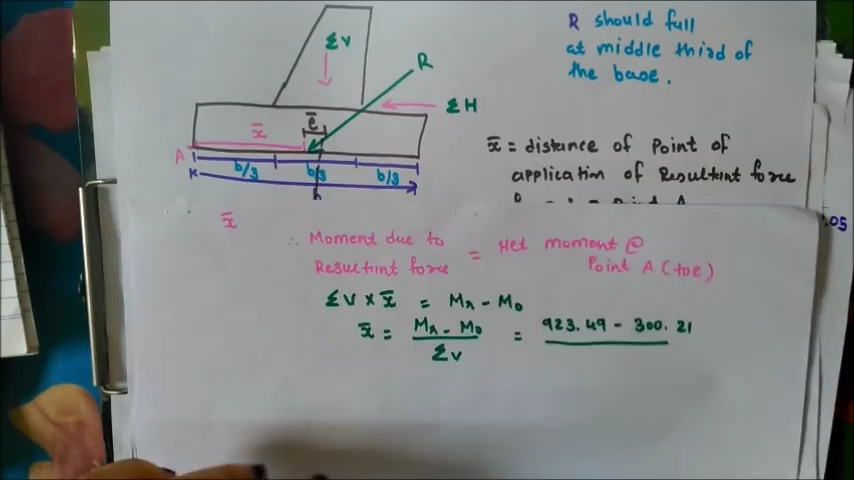 R should fall
at middle third of
the base.
ΣV
R
ΣH
x̄
ē
A
b/3 b/3 b/3
b
x̄ = distance of Point of
application of Resultant force
Point A
.05
x̄
∴ Moment due to
Resultant force = Net moment @
Point A (toe)
ΣV × x̄ = MR - Mo
x̄ = MR - Mo / ΣV = 923.49 - 300.21